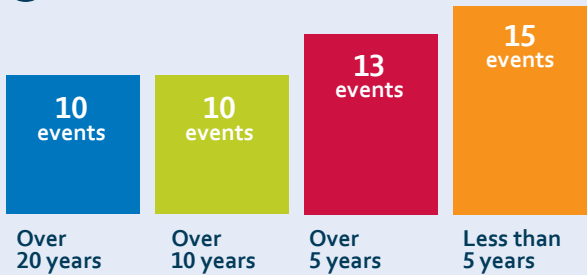 10
events
10
events
13
events
15
events
Over
20 years
Over
10 years
Over
5 years
Less than
5 years